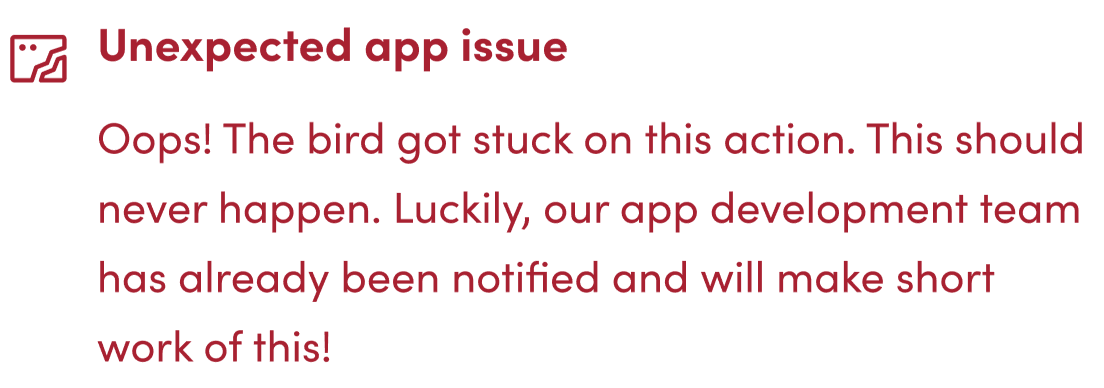 Unexpected app issue
Oops! The bird got stuck on this action. This should
never happen. Luckily, our app development team
has already been notified and will make short
work of this!